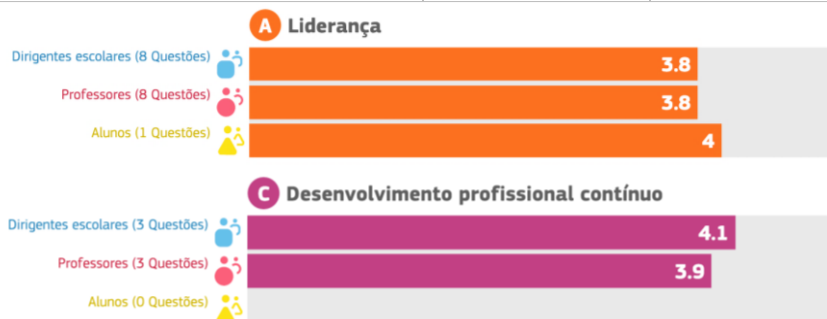 A Liderança
Dirigentes escolares (8 Questões) 3.8
Professores (8 Questões) 3.8
Alunos (1 Questões) 4
C Desenvolvimento profissional contínuo
Dirigentes escolares (3 Questões) 4.1
Professores (3 Questões) 3.9
Alunos (0 Questões)